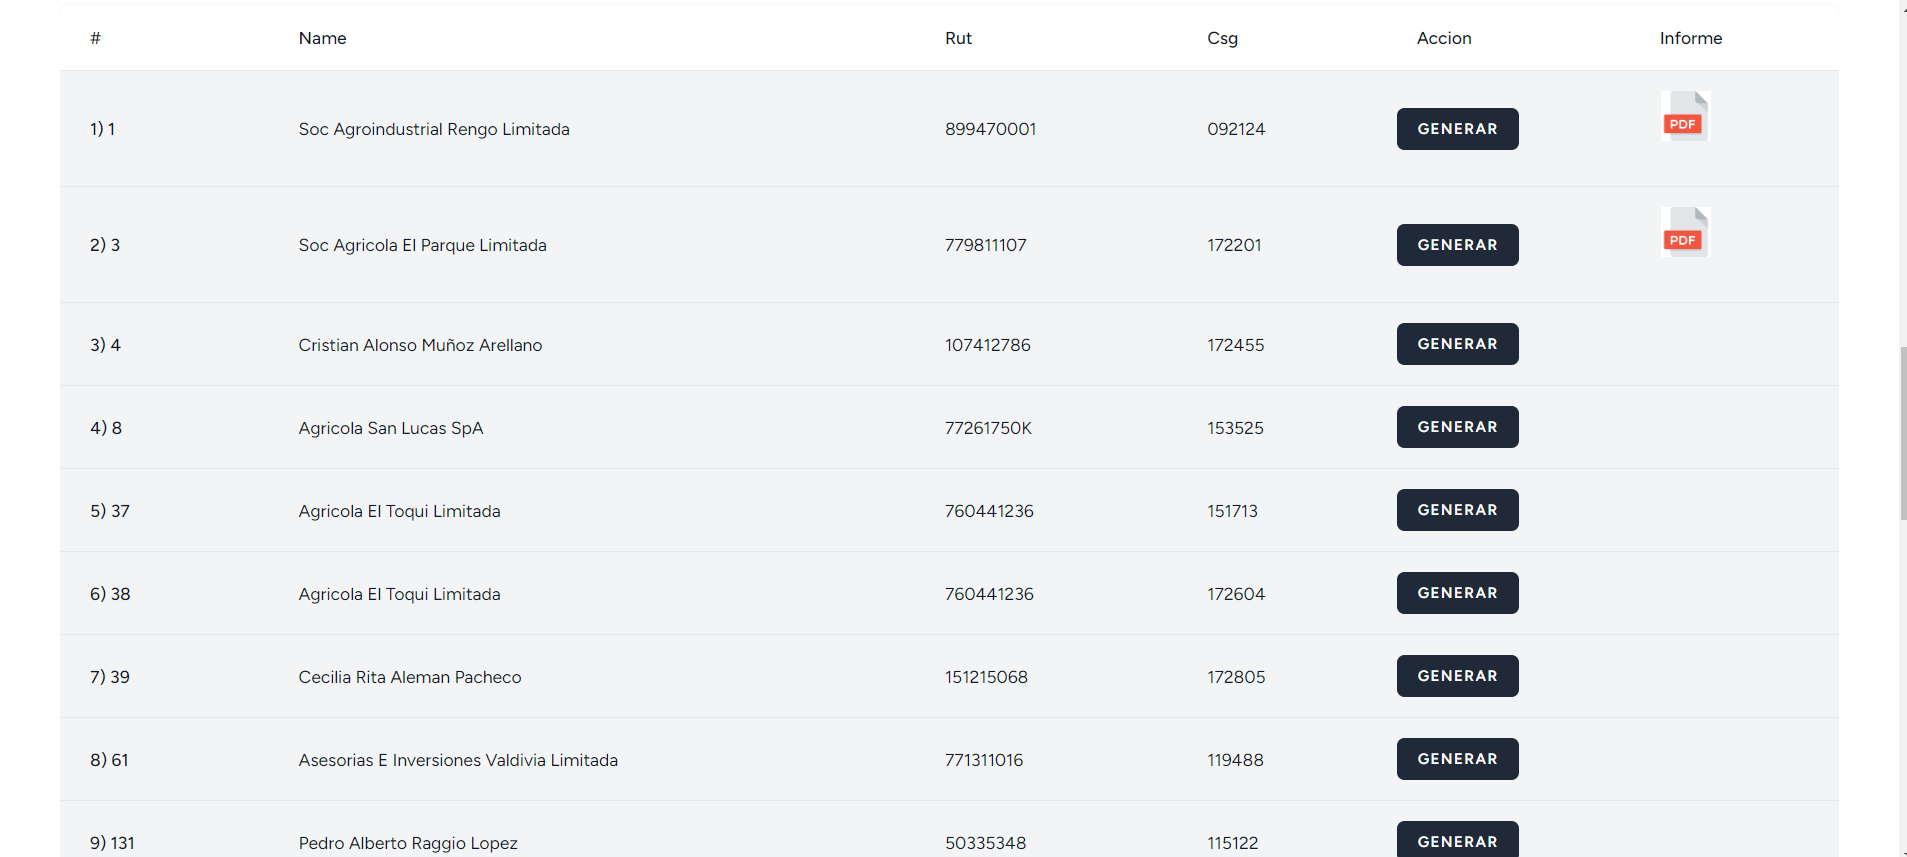 # Name Rut Csg Accion Informe
1) 1 Soc Agroindustrial Rengo Limitada 899470001 092124 GENERAR PDF
2) 3 Soc Agricola El Parque Limitada 779811107 172201 GENERAR PDF
3) 4 Cristian Alonso Muñoz Arellano 107412786 172455 GENERAR
4) 8 Agricola San Lucas SpA 77261750K 153525 GENERAR
5) 37 Agricola El Toqui Limitada 760441236 151713 GENERAR
6) 38 Agricola El Toqui Limitada 760441236 172604 GENERAR
7) 39 Cecilia Rita Aleman Pacheco 151215068 172805 GENERAR
8) 61 Asesorias E Inversiones Valdivia Limitada 771311016 119488 GENERAR
9) 131 Pedro Alberto Raggio Lopez 50335348 115122 GENERAR